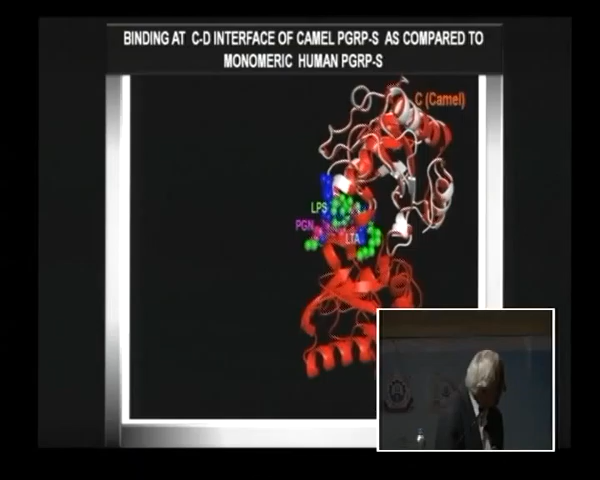 BINDING AT C-D INTERFACE OF CAMEL PGRP-S AS COMPARED TO
MONOMERIC HUMAN PGRP-S
C (Camel)
LPS
PGN
LTA